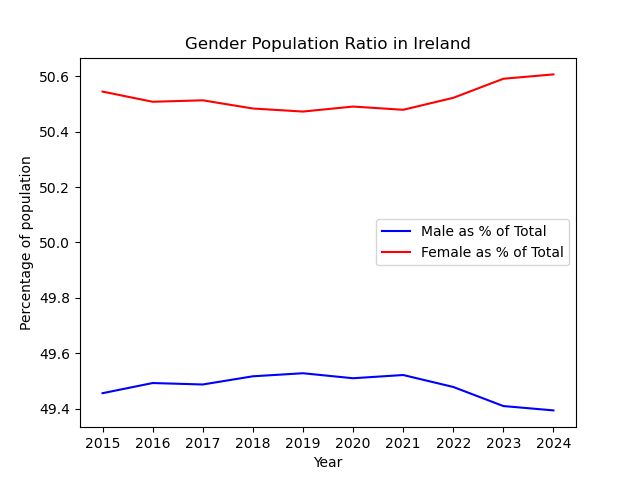 Gender Population Ratio in Ireland
50.6
50.4
50.2
50.0
49.8
49.6
49.4
Percentage of population
Male as % of Total
Female as % of Total
2015 2016 2017 2018 2019 2020 2021 2022 2023 2024
Year